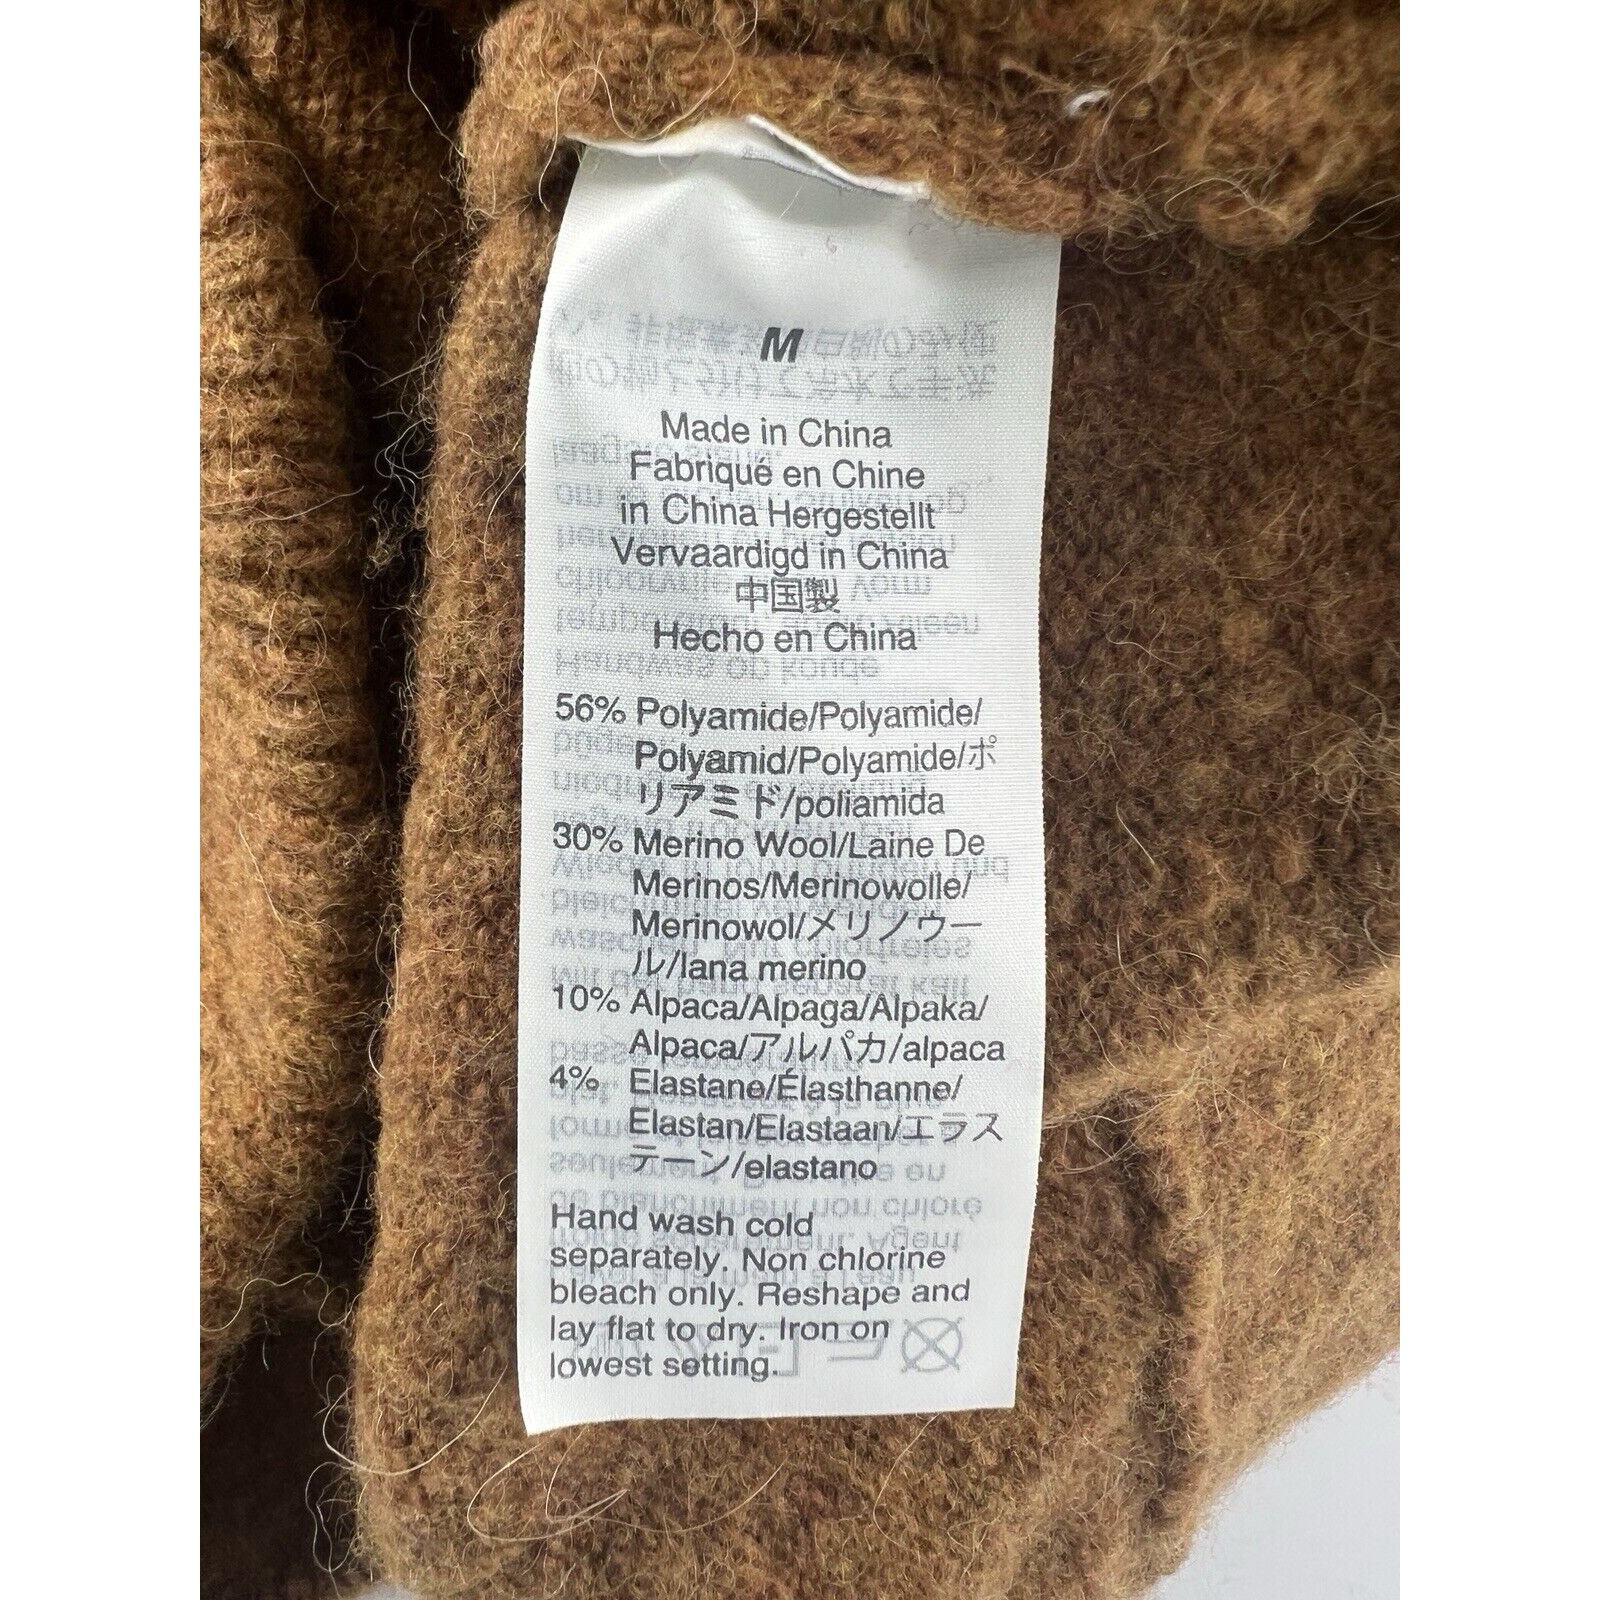 M
Made in China
Fabriqué en Chine
in China Hergestellt
Vervaardigd in China
中国製
Hecho en China
56% Polyamide/Polyamide/
Polyamid/Polyamide/ポ
リアミド/poliamida
30% Merino Wool/Laine De
Merinos/Merinowolle/
Merinowol/メリノウー
ル/lana merino
10% Alpaca/Alpaga/Alpaka/
Alpaca/アルパカ/alpaca
4% Elastane/Élasthanne/
Elastan/Elastaan/エラス
テーン/elastano
Hand wash cold
separately. Non chlorine
bleach only. Reshape and
lay flat to dry. Iron on
lowest setting.